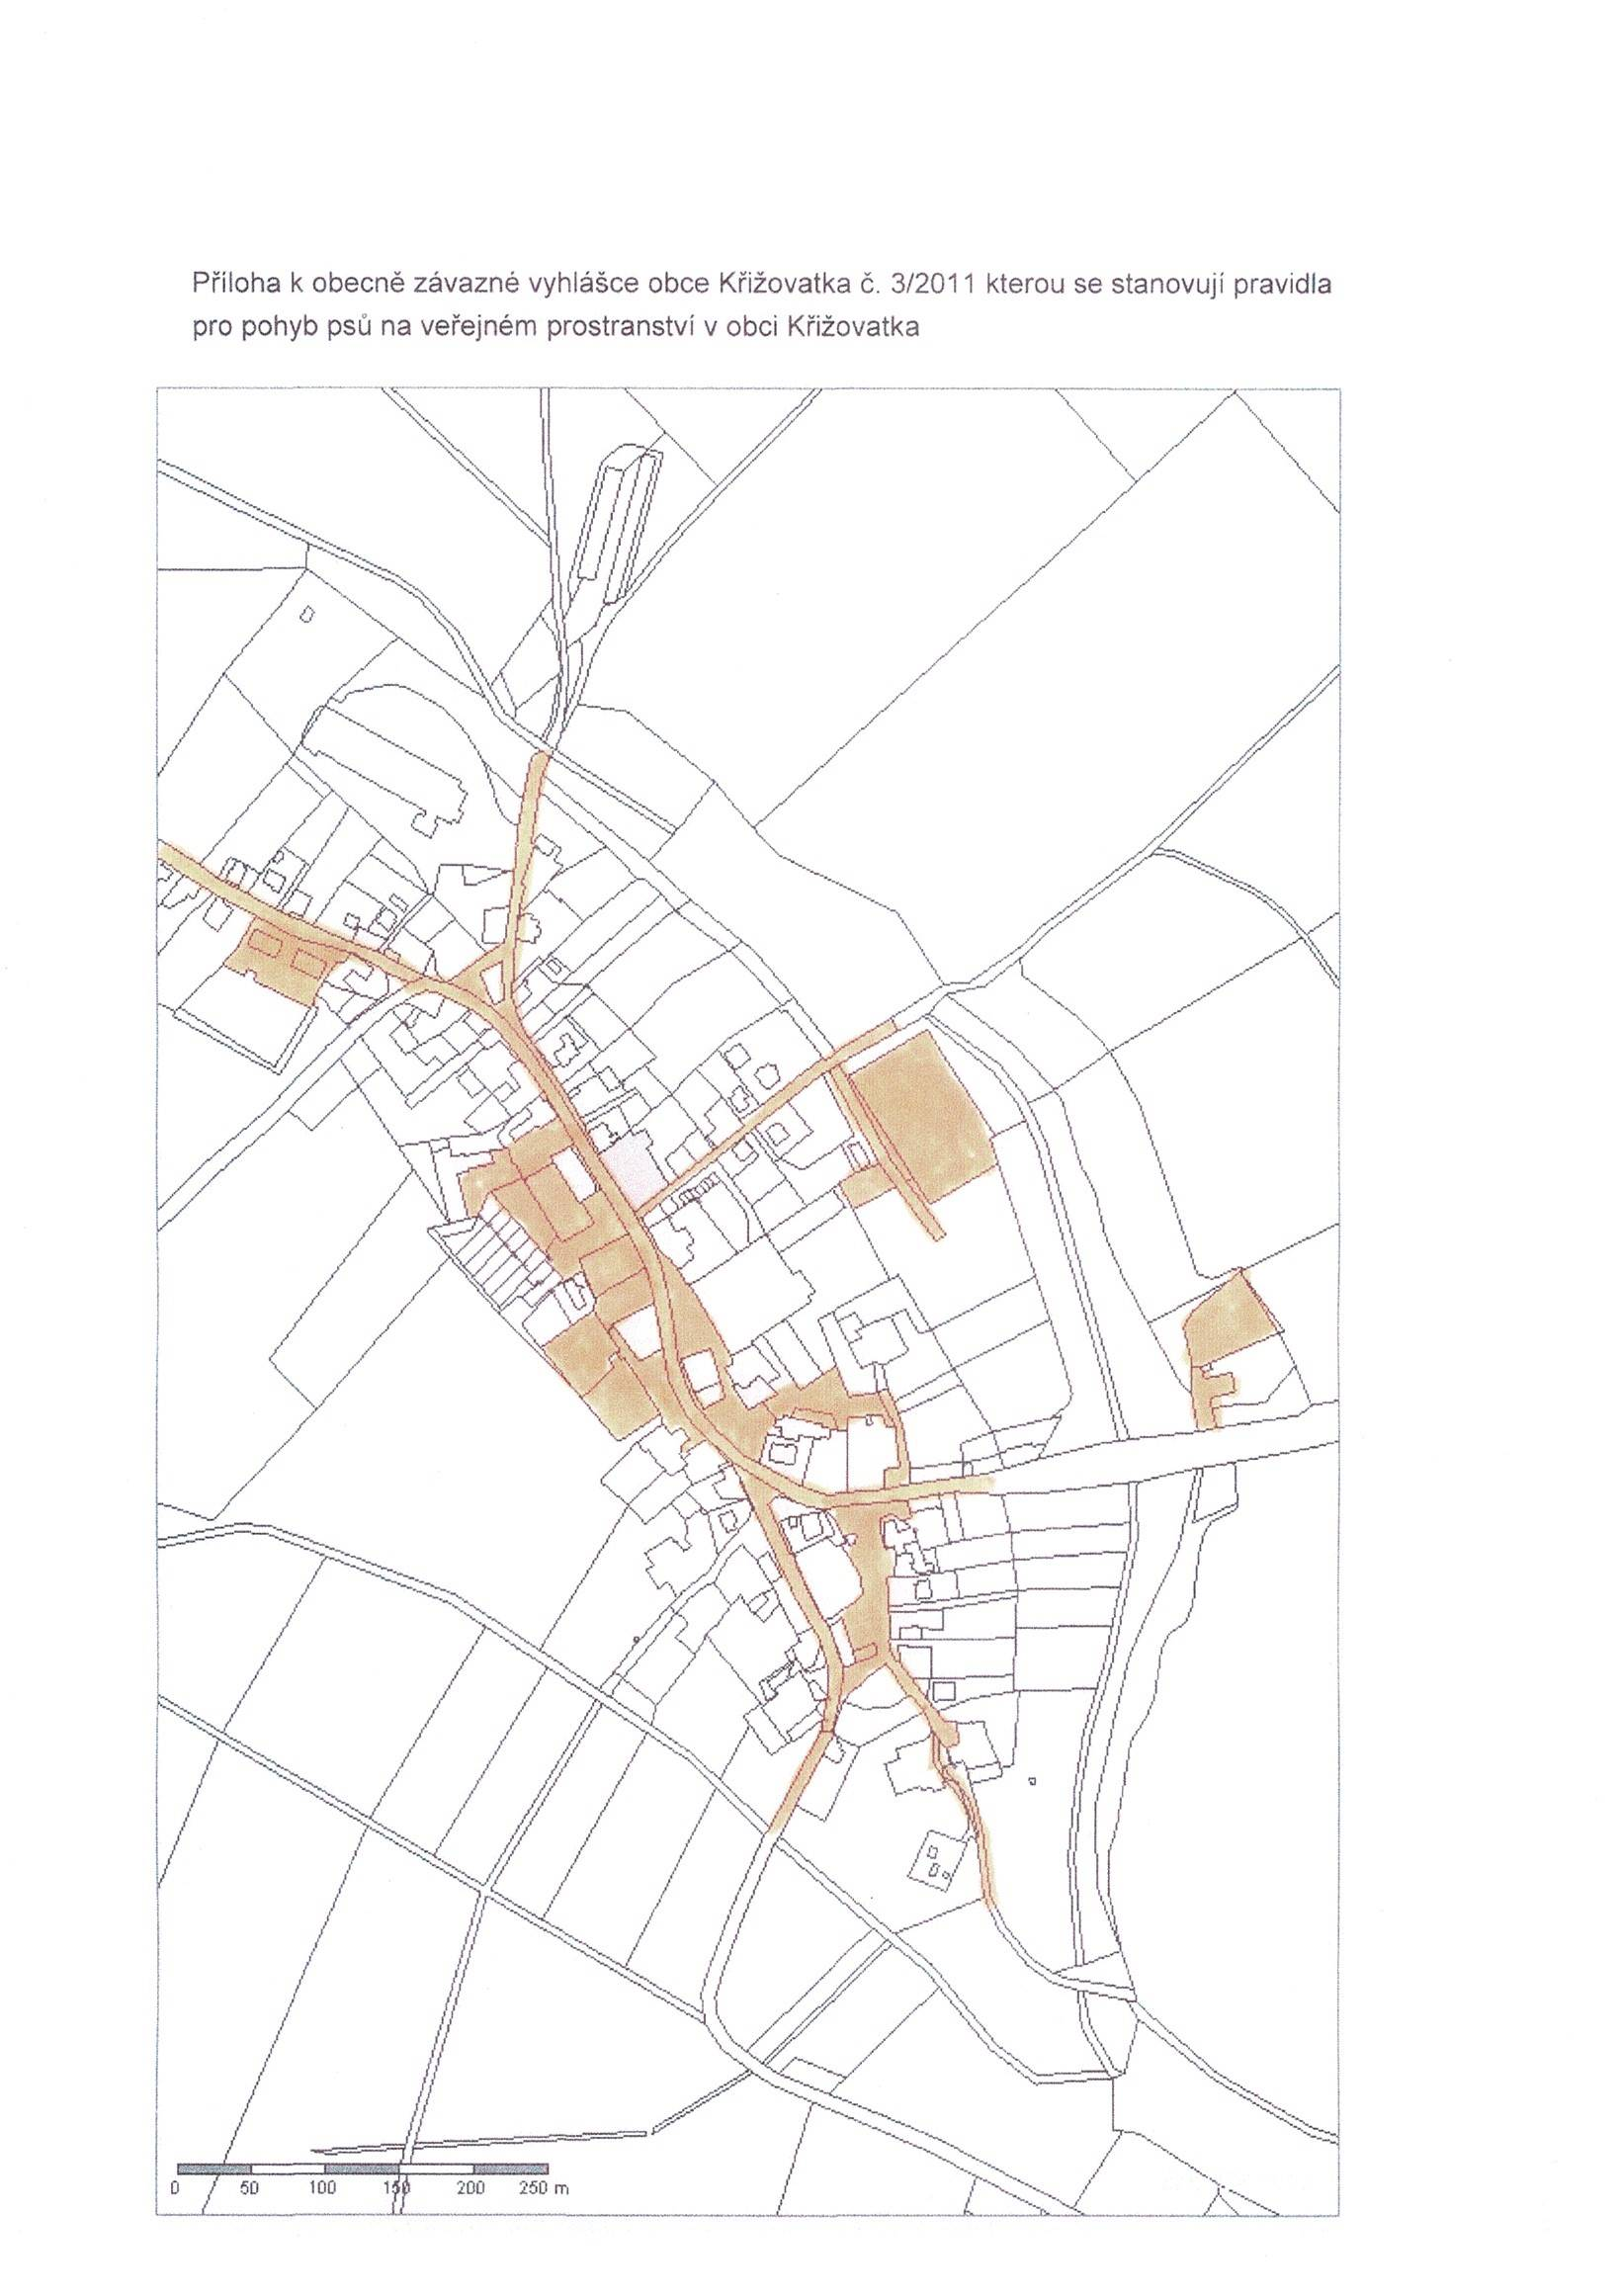 Příloha k obecně závazné vyhlášce obce Křižovatka č. 3/2011 kterou se stanovují pravidla
pro pohyb psů na veřejném prostranství v obci Křižovatka
0 50 100 150 200 250 m